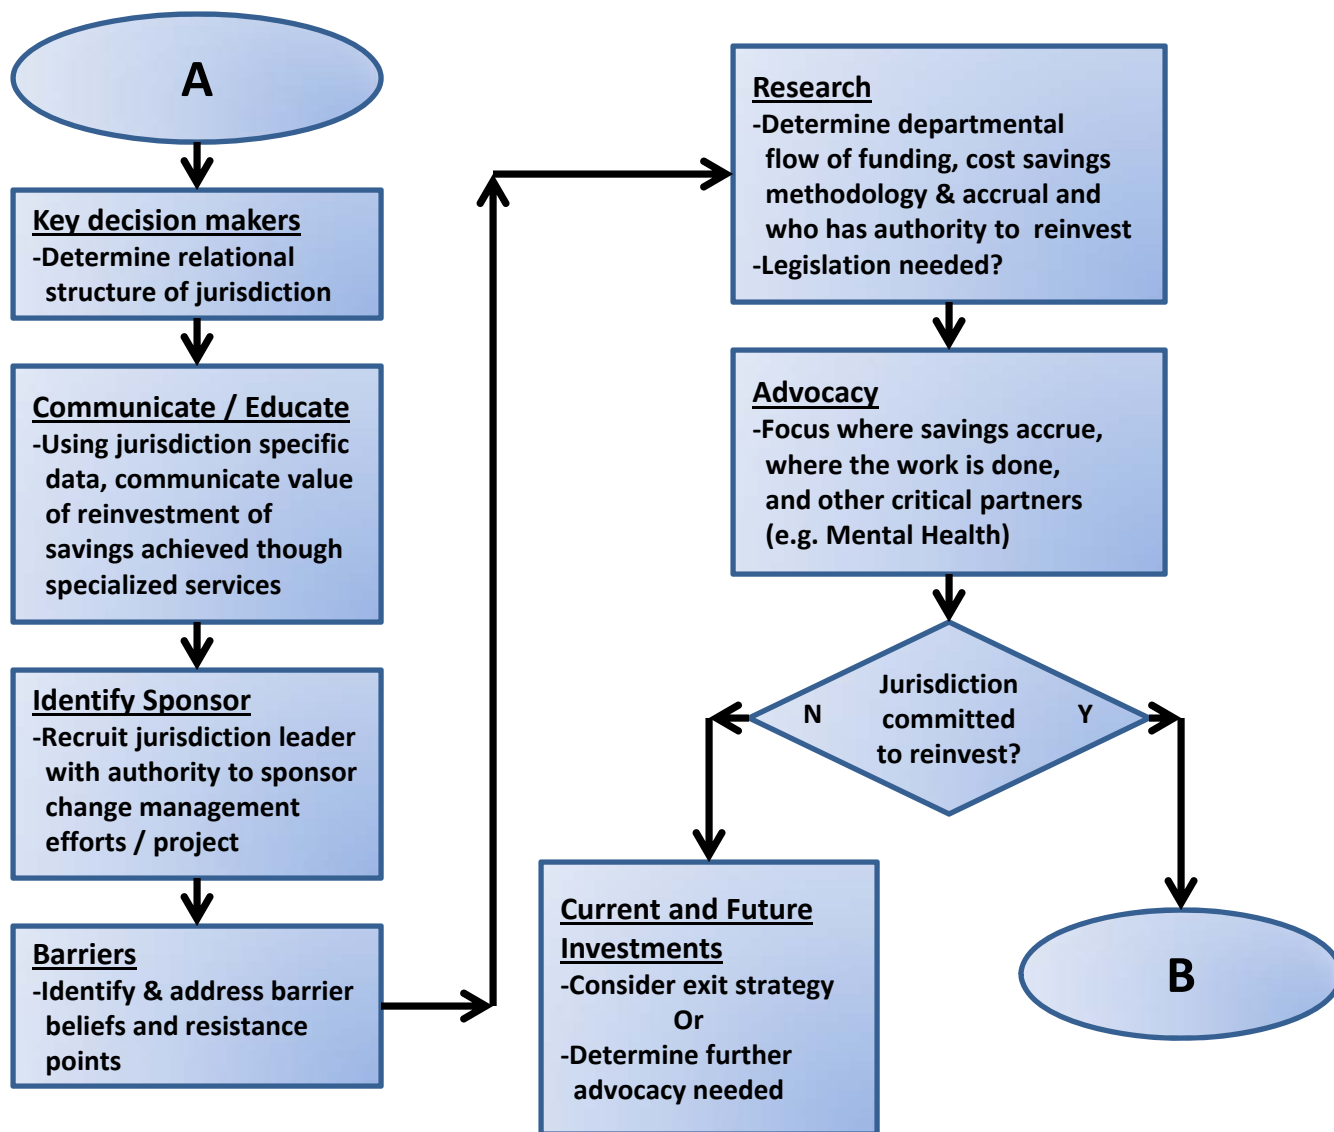 A
Key decision makers
-Determine relational
structure of jurisdiction
Communicate / Educate
-Using jurisdiction specific
data, communicate value
of reinvestment of
savings achieved though
specialized services
Identify Sponsor
-Recruit jurisdiction leader
with authority to sponsor
change management
efforts / project
Barriers
-Identify & address barrier
beliefs and resistance
points
Research
-Determine departmental
flow of funding, cost savings
methodology & accrual and
who has authority to reinvest
-Legislation needed?
Advocacy
-Focus where savings accrue,
where the work is done,
and other critical partners
(e.g. Mental Health)
Jurisdiction
committed
to reinvest?
N
Y
Current and Future
Investments
-Consider exit strategy
Or
-Determine further
advocacy needed
B